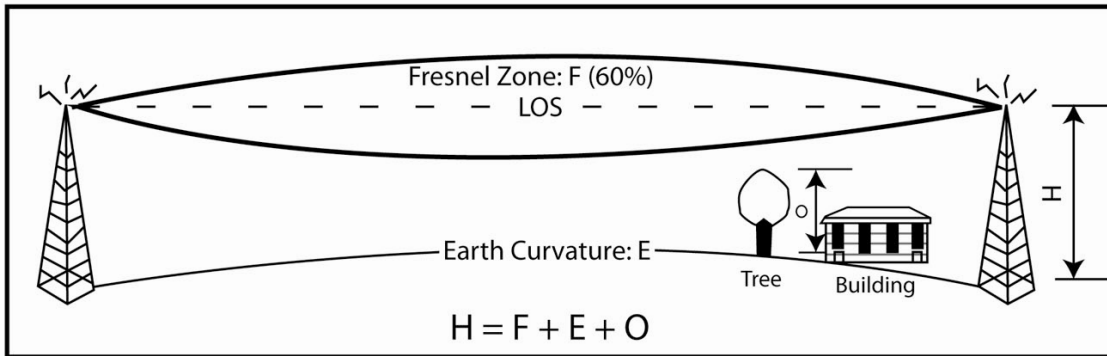 Fresnel Zone: F (60%)
LOS
O
H
Earth Curvature: E
Tree
Building
H = F + E + O